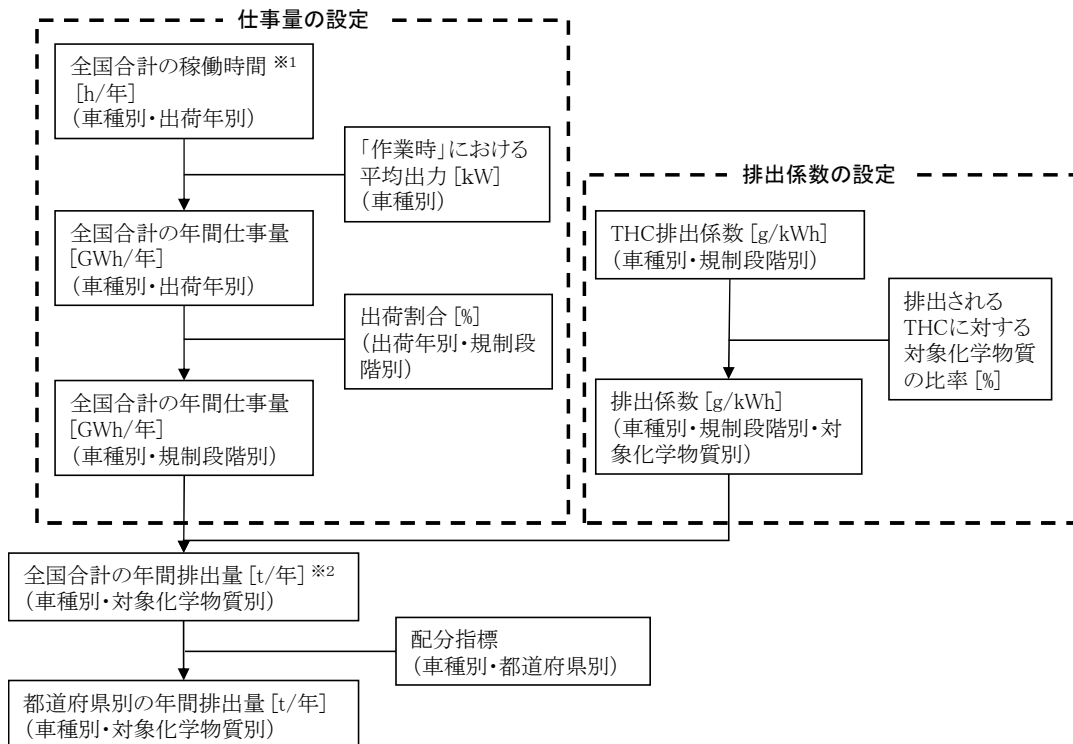 仕事量の設定
全国合計の稼働時間 ※1
[h/年]
(車種別・出荷年別)
「作業時」における
平均出力 [kW]
(車種別)
全国合計の年間仕事量
[GWh/年]
(車種別・出荷年別)
出荷割合 [%]
(出荷年別・規制段
階別)
全国合計の年間仕事量
[GWh/年]
(車種別・規制段階別)
排出係数の設定
THC排出係数 [g/kWh]
(車種別・規制段階別)
排出される
THCに対する
対象化学物質
の比率 [%]
排出係数 [g/kWh]
(車種別・規制段階別・対
象化学物質別)
全国合計の年間排出量 [t/年] ※2
(車種別・対象化学物質別)
配分指標
(車種別・都道府県別)
都道府県別の年間排出量 [t/年]
(車種別・対象化学物質別)